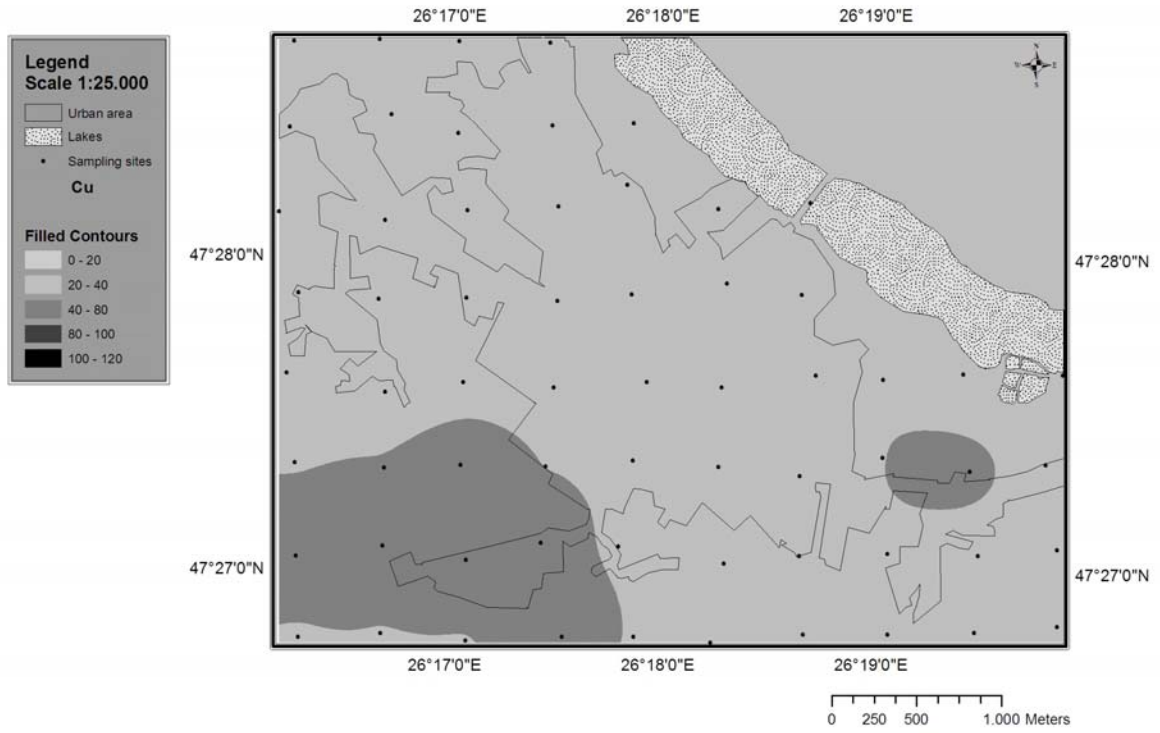 26°17'0"E 26°18'0"E 26°19'0"E
Legend
Scale 1:25.000
Urban area
Lakes
Sampling sites
Cu
Filled Contours
0 - 20
20 - 40
40 - 80
80 - 100
100 - 120
N
W E
S
47°28'0"N 47°28'0"N
47°27'0"N 47°27'0"N
26°17'0"E 26°18'0"E 26°19'0"E
0 250 500 1.000 Meters